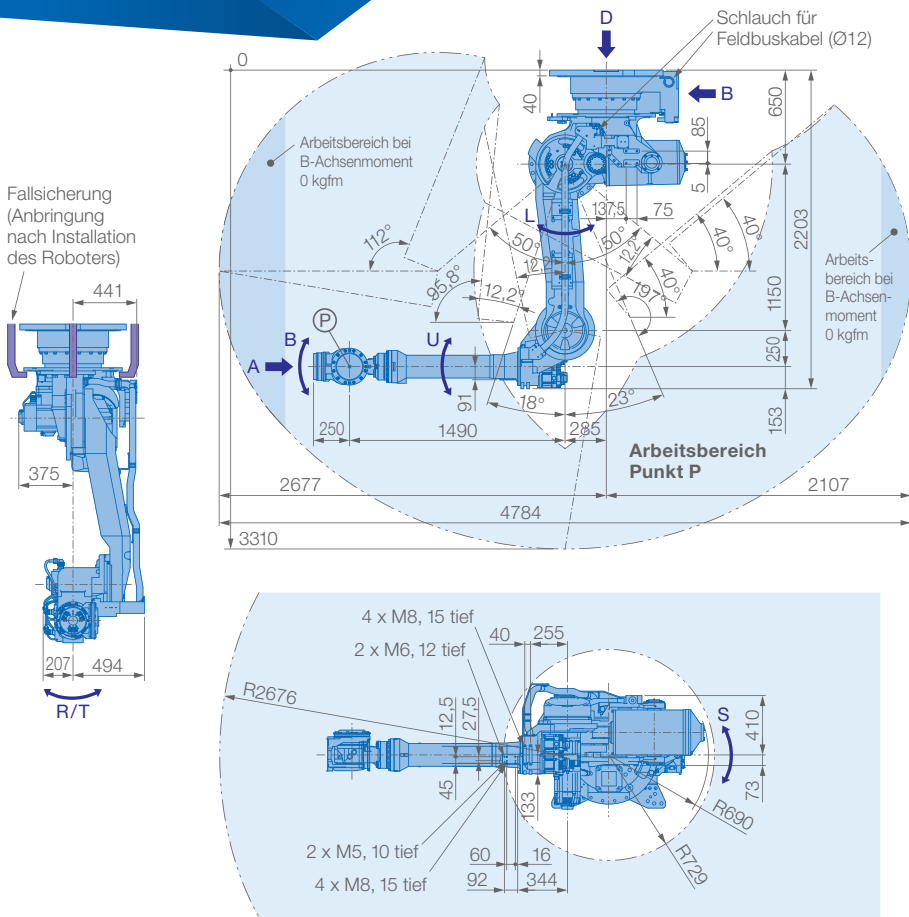 D
Schlauch für
Feldbuskabel (Ø12)
0
40
B
650
85
5
Arbeitsbereich bei
B-Achsenmoment
0 kgfm
Fallsicherung
(Anbringung
nach Installation
des Roboters)
441
L
137,5
75
112°
50°
50°
12,2°
12,2°
40°
40°
40°
197°
95,8°
12,2°
2203
1150
Arbeits-
bereich bei
B-Achsen-
moment
0 kgfm
B
P
U
A
91
250
18°
23°
153
250
1490
285
Arbeitsbereich
Punkt P
375
2677
2107
4784
3310
207
494
R/T
4 x M8, 15 tief
40
255
2 x M6, 12 tief
R2676
12,5
27,5
S
410
45
133
73
R690
2 x M5, 10 tief
60
16
R729
4 x M8, 15 tief
92
344